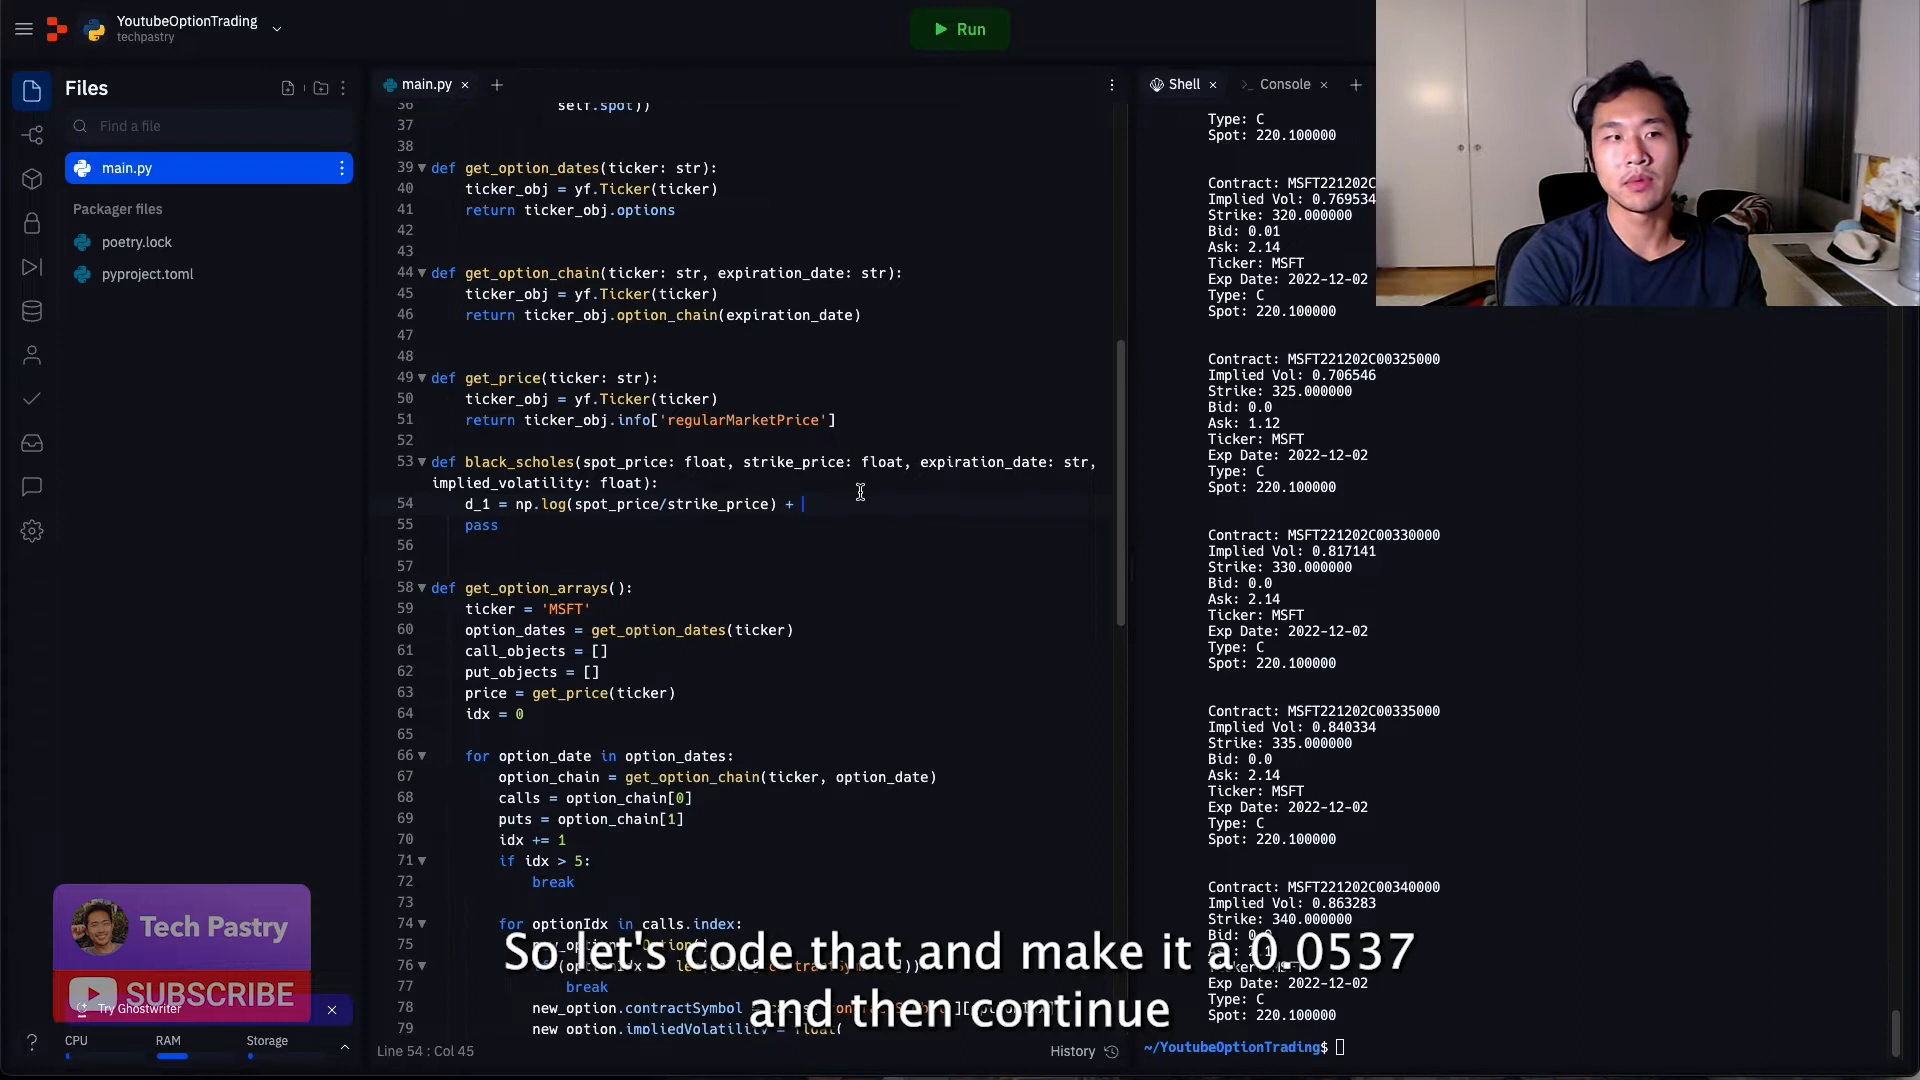 YoutubeOptionTrading
techpastry
Run
Files
Find a file
main.py
Packager files
poetry.lock
pyproject.toml
main.py
36 self.spot))
37
38
39 def get_option_dates(ticker: str):
40 ticker_obj = yf.Ticker(ticker)
41 return ticker_obj.options
42
43
44 def get_option_chain(ticker: str, expiration_date: str):
45 ticker_obj = yf.Ticker(ticker)
46 return ticker_obj.option_chain(expiration_date)
47
48
49 def get_price(ticker: str):
50 ticker_obj = yf.Ticker(ticker)
51 return ticker_obj.info['regularMarketPrice']
52
53 def black_scholes(spot_price: float, strike_price: float, expiration_date: str,
implied_volatility: float):
54 d_1 = np.log(spot_price/strike_price) +
55 pass
56
57
58 def get_option_arrays():
59 ticker = 'MSFT'
60 option_dates = get_option_dates(ticker)
61 call_objects = []
62 put_objects = []
63 price = get_price(ticker)
64 idx = 0
65
66 for option_date in option_dates:
67 option_chain = get_option_chain(ticker, option_date)
68 calls = option_chain[0]
69 puts = option_chain[1]
70 idx += 1
71 if idx > 5:
72 break
73
74 for optionIdx in calls.index:
75
76
77 break
78 new_option.contractSymbol
79 new_option.impliedVolatility = float(
Line 54 : Col 45
History
Shell
Console
Type: C
Spot: 220.100000
Contract: MSFT221202C
Implied Vol: 0.769534
Strike: 320.000000
Bid: 0.01
Ask: 2.14
Ticker: MSFT
Exp Date: 2022-12-02
Type: C
Spot: 220.100000
Contract: MSFT221202C00325000
Implied Vol: 0.706546
Strike: 325.000000
Bid: 0.0
Ask: 1.12
Ticker: MSFT
Exp Date: 2022-12-02
Type: C
Spot: 220.100000
Contract: MSFT221202C00330000
Implied Vol: 0.817141
Strike: 330.000000
Bid: 0.0
Ask: 2.14
Ticker: MSFT
Exp Date: 2022-12-02
Type: C
Spot: 220.100000
Contract: MSFT221202C00335000
Implied Vol: 0.840334
Strike: 335.000000
Bid: 0.0
Ask: 2.14
Ticker: MSFT
Exp Date: 2022-12-02
Type: C
Spot: 220.100000
Contract: MSFT221202C00340000
Implied Vol: 0.863283
Strike: 340.000000
Exp Date: 2022-12-02
Type: C
Spot: 220.100000
~/YoutubeOptionTrading$
Tech Pastry
SUBSCRIBE
Try Ghostwriter
CPU RAM Storage
So let's code that and make it a 0.0537
and then continue